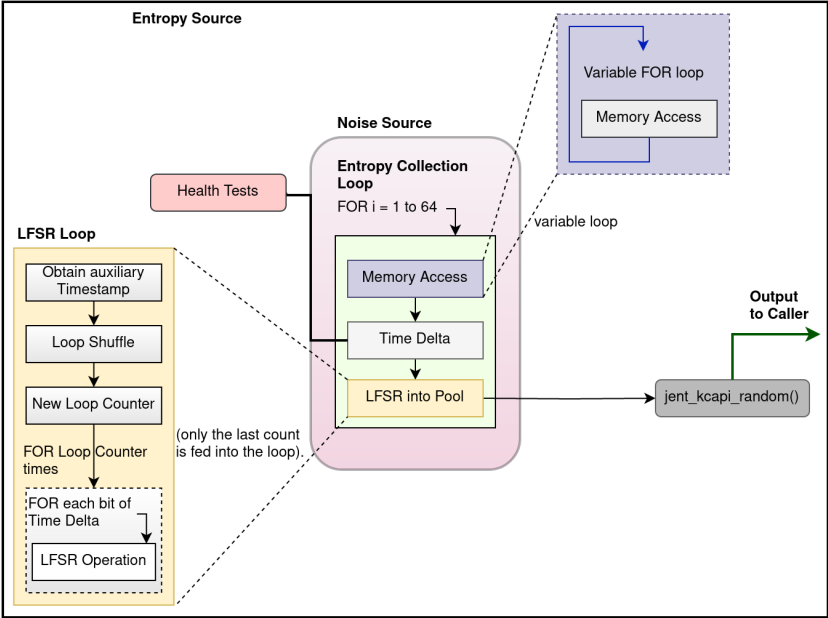 Entropy Source
Variable FOR loop
Memory Access
variable loop
Noise Source
Entropy Collection
Loop
FOR i = 1 to 64
Health Tests
Memory Access
Time Delta
LFSR into Pool
LFSR Loop
Obtain auxiliary
Timestamp
Loop Shuffle
New Loop Counter
FOR Loop Counter
times
(only the last count
is fed into the loop).
FOR each bit of
Time Delta
LFSR Operation
Output
to Caller
jent_kcapi_random()